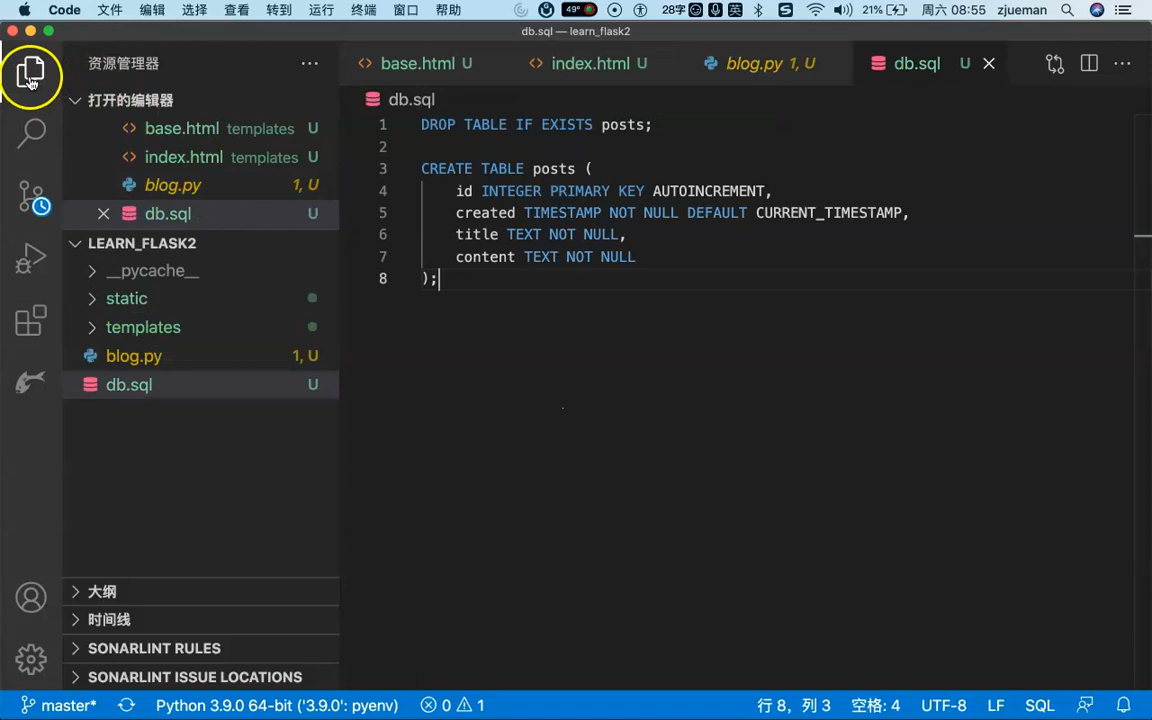 Code 文件 编辑 选择 查看 转到 运行 终端 窗口 帮助 49° 28字 英 21% 周六 08:55 zjueman
db.sql — learn_flask2
资源管理器 ···
base.html U index.html U blog.py 1, U db.sql U
打开的编辑器
base.html templates U
index.html templates U
blog.py 1, U
db.sql U
LEARN_FLASK2
__pycache__
static
templates
blog.py 1, U
db.sql U
大纲
时间线
SONARLINT RULES
SONARLINT ISSUE LOCATIONS
db.sql
1 DROP TABLE IF EXISTS posts;
2
3 CREATE TABLE posts (
4 id INTEGER PRIMARY KEY AUTOINCREMENT,
5 created TIMESTAMP NOT NULL DEFAULT CURRENT_TIMESTAMP,
6 title TEXT NOT NULL,
7 content TEXT NOT NULL
8 );
master* Python 3.9.0 64-bit ('3.9.0': pyenv) 0 1 行 8，列 3 空格: 4 UTF-8 LF SQL